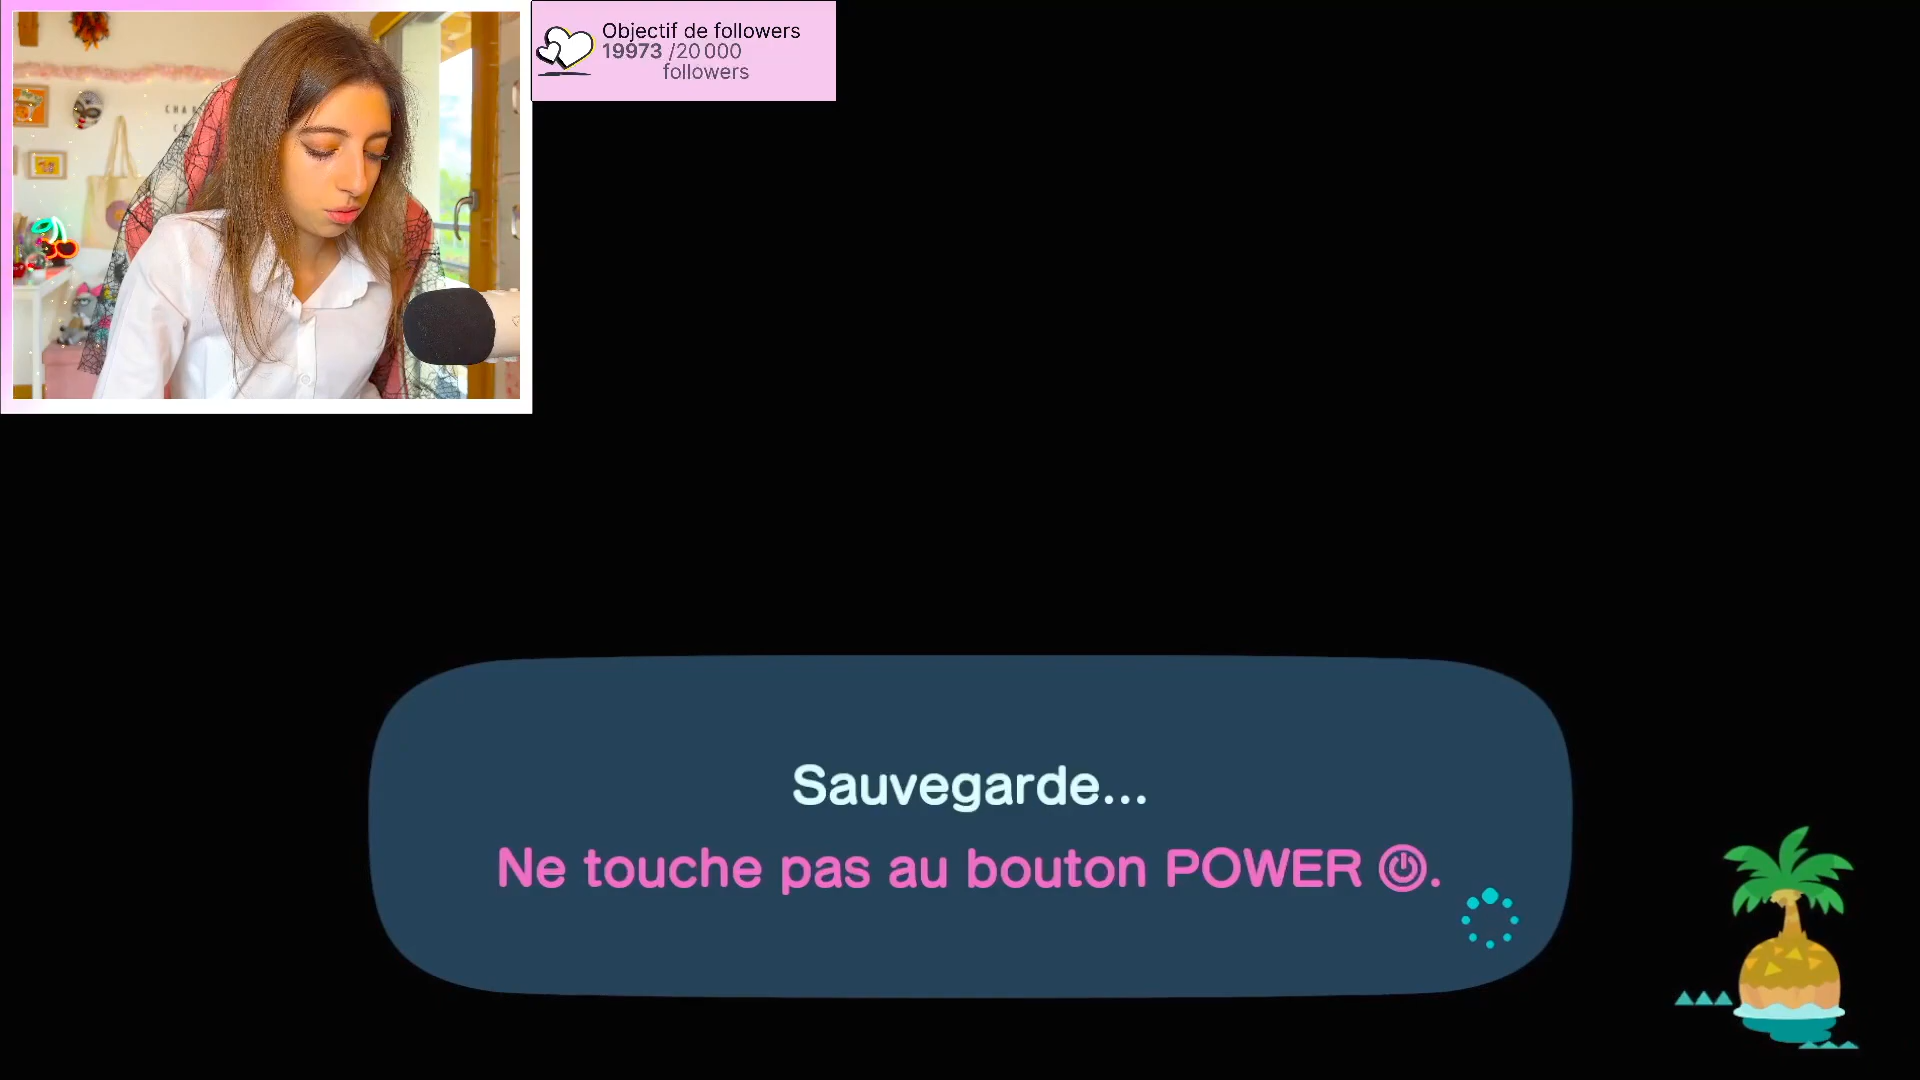 Objectif de followers
19973 /20 000
followers
Sauvegarde...
Ne touche pas au bouton POWER.